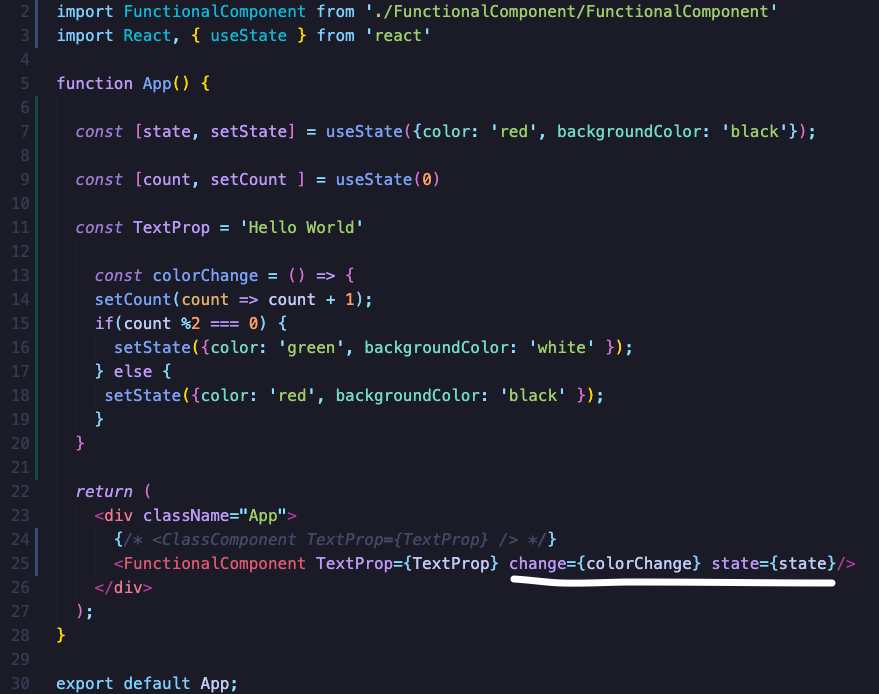 2 import FunctionalComponent from './FunctionalComponent/FunctionalComponent'
3 import React, { useState } from 'react'
4
5 function App() {
6
7 const [state, setState] = useState({color: 'red', backgroundColor: 'black'});
8
9 const [count, setCount ] = useState(0)
10
11 const TextProp = 'Hello World'
12
13 const colorChange = () => {
14 setCount(count => count + 1);
15 if(count %2 === 0) {
16 setState({color: 'green', backgroundColor: 'white' });
17 } else {
18 setState({color: 'red', backgroundColor: 'black' });
19 }
20 }
21
22 return (
23 <div className="App">
24 {/* <ClassComponent TextProp={TextProp} /> */}
25 <FunctionalComponent TextProp={TextProp} change={colorChange} state={state}/>
26 </div>
27 );
28 }
29
30 export default App;